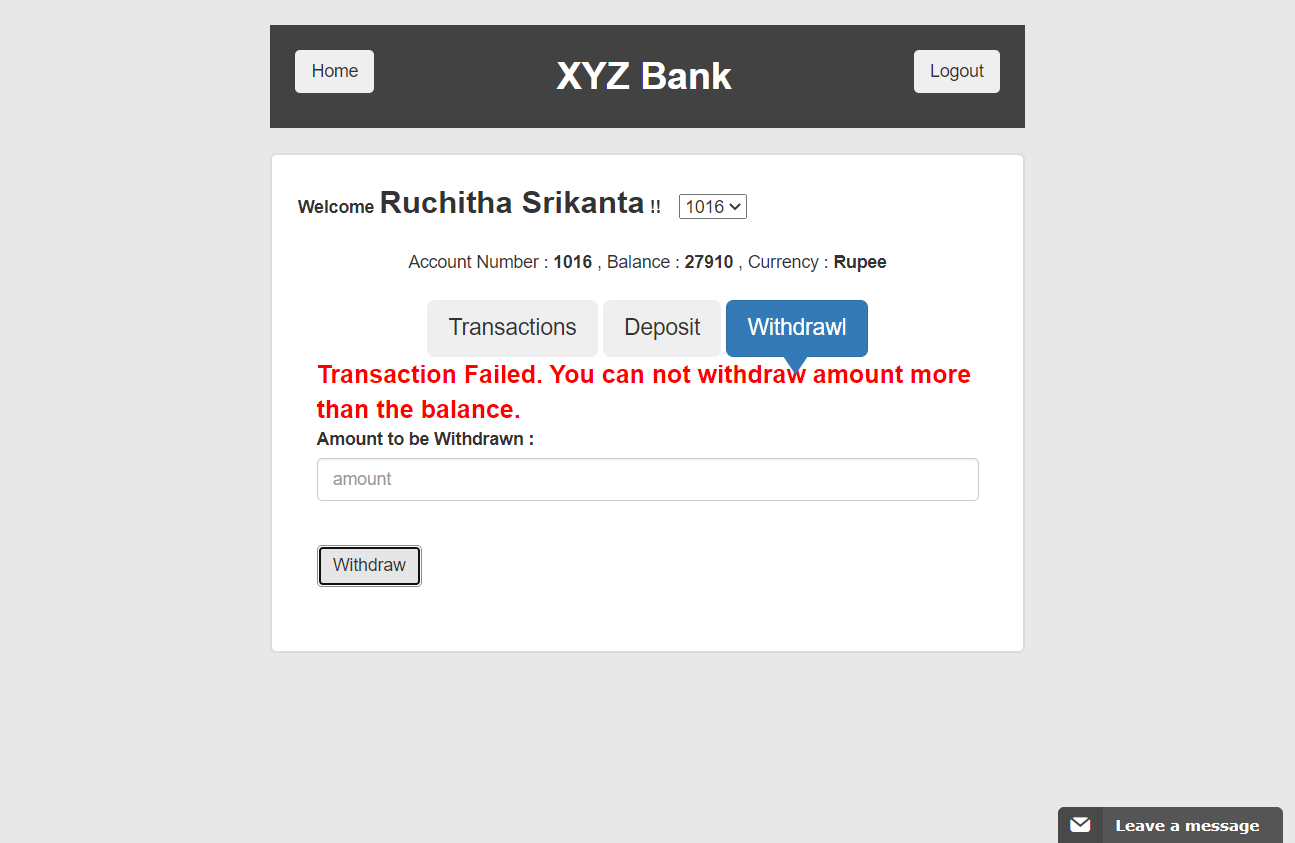 Home XYZ Bank Logout
Welcome Ruchitha Srikanta !! 1016
Account Number : 1016 , Balance : 27910 , Currency : Rupee
Transactions Deposit Withdrawl
Transaction Failed. You can not withdraw amount more
than the balance.
Amount to be Withdrawn :
amount
Withdraw
Leave a message